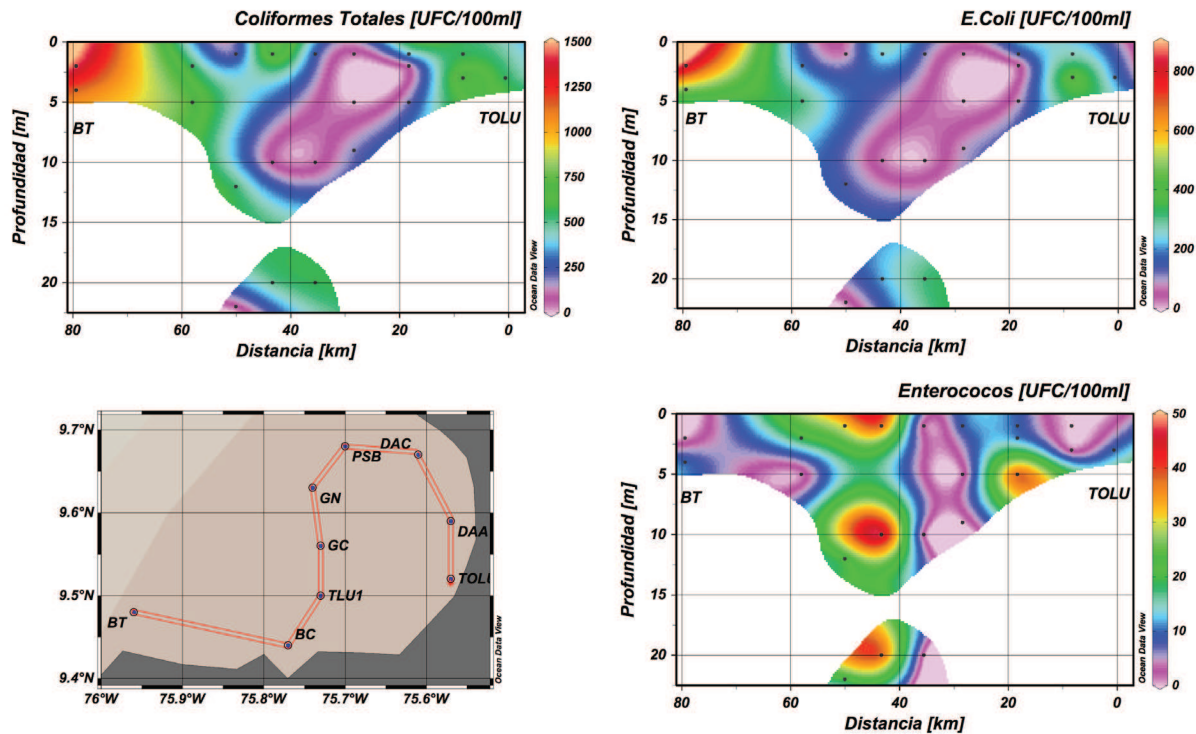 Coliformes Totales [UFC/100ml]
0
5
10
15
20
Profundidad [m]
BT
TOLU
80
60
40
20
0
Distancia [km]
1500
1250
1000
750
500
250
0
Ocean Data View
E.Coli [UFC/100ml]
0
5
10
15
20
Profundidad [m]
BT
TOLU
80
60
40
20
0
Distancia [km]
800
600
400
200
0
Ocean Data View
9.7°N
9.6°N
9.5°N
9.4°N
76°W
75.9°W
75.8°W
75.7°W
75.6°W
DAC
PSB
GN
GC
DAA
TOLU
TLU1
BT
BC
Ocean Data View
Enterococos [UFC/100ml]
0
5
10
15
20
Profundidad [m]
BT
TOLU
80
60
40
20
0
Distancia [km]
50
40
30
20
10
0
Ocean Data View